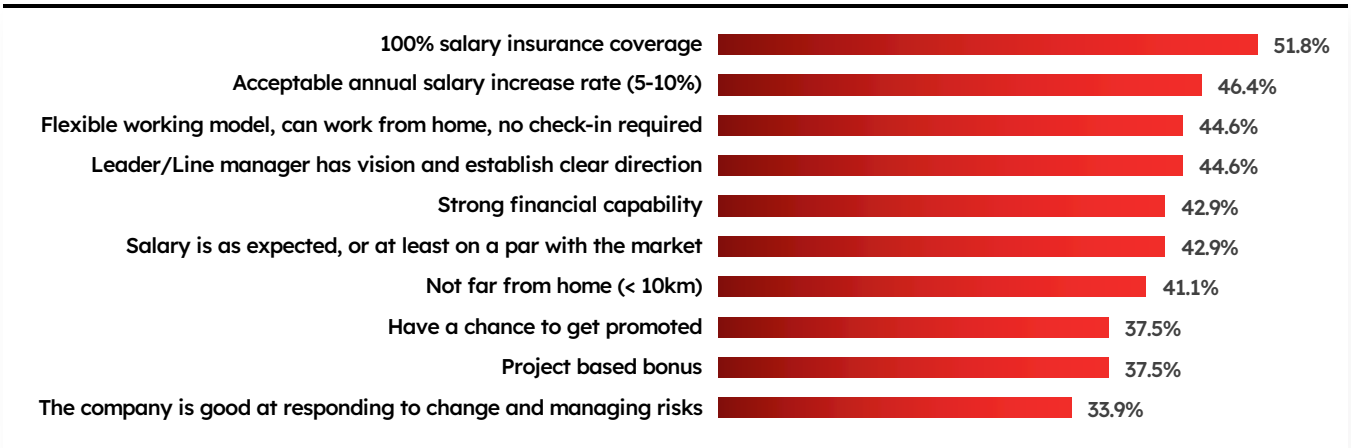 100% salary insurance coverage 51.8%
Acceptable annual salary increase rate (5-10%) 46.4%
Flexible working model, can work from home, no check-in required 44.6%
Leader/Line manager has vision and establish clear direction 44.6%
Strong financial capability 42.9%
Salary is as expected, or at least on a par with the market 42.9%
Not far from home (< 10km) 41.1%
Have a chance to get promoted 37.5%
Project based bonus 37.5%
The company is good at responding to change and managing risks 33.9%